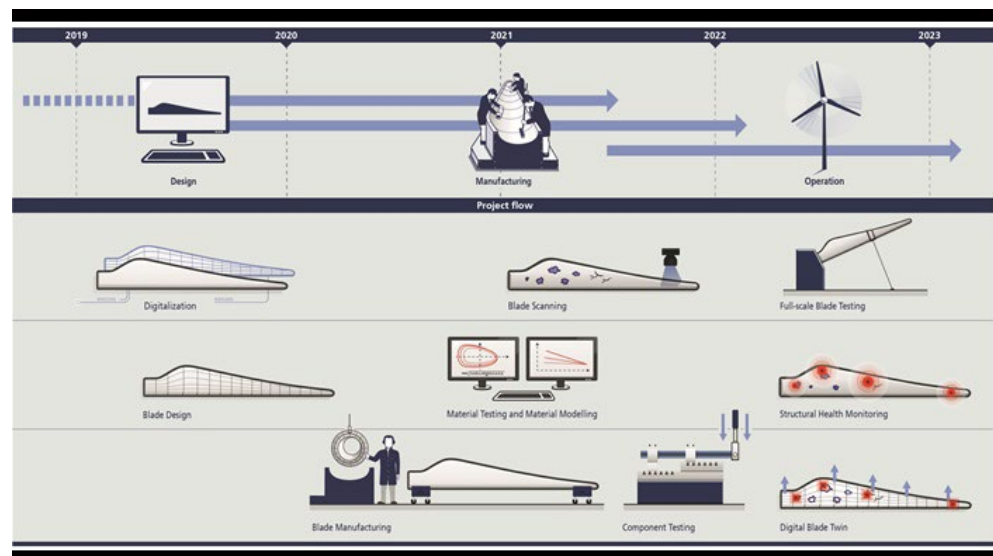 2019 2020 2021 2022 2023
Design Manufacturing Operation
Project flow
Digitalization Blade Scanning Full-scale Blade Testing
Blade Design Material Testing and Material Modelling Structural Health Monitoring
Blade Manufacturing Component Testing Digital Blade Twin